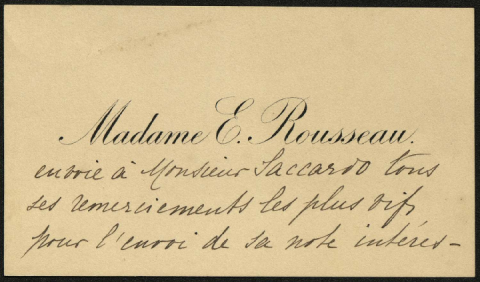 Madame E. Rousseau.
envoie à Monsieur Saccardo tous
ses remerciements les plus vifs
pour l'envoi de sa note intéres-